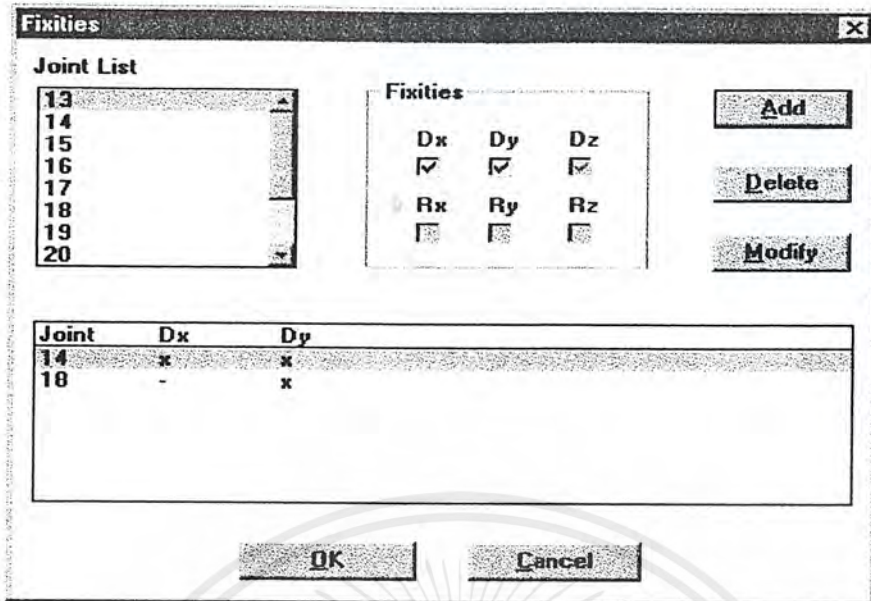 Fixities
Joint List
13
14
15
16
17
18
19
20
Fixities
Dx Dy Dz
Rx Ry Rz
Add
Delete
Modify
Joint Dx Dy
14 x x
18 - x
OK
Cancel